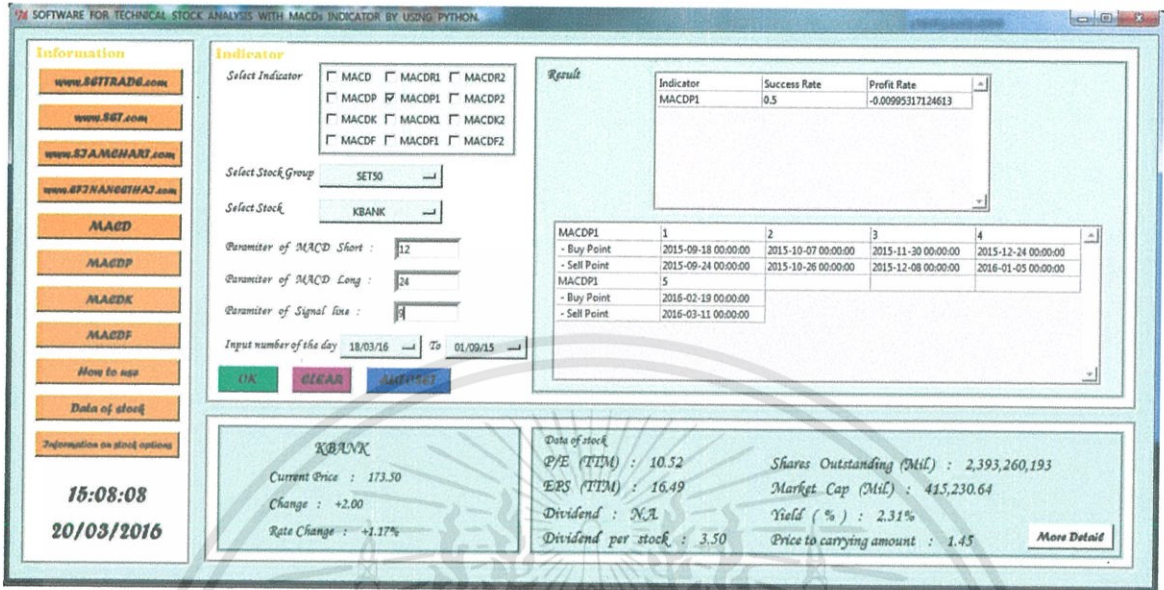 SOFTWARE FOR TECHNICAL STOCK ANALYSIS WITH MACDs INDICATOR BY USING PYTHON.
Information
www.SETTRADE.com
www.SET.com
www.SIAMCHART.com
www.EFINANCETHAI.com
MACD
MACDP
MACDK
MACDF
How to use
Data of stock
Information on stock options
15:08:08
20/03/2016
Indicator
Select Indicator
MACD MACDR1 MACDR2
MACDP MACDP1 MACDP2
MACDK MACDK1 MACDK2
MACDF MACDF1 MACDF2
Select Stock Group SET50
Select Stock KBANK
Paramiter of MACD Short : 12
Paramiter of MACD Long : 24
Paramiter of Signal line : 9
Input number of the day 18/03/16 To 01/09/15
OK CLEAR AUTOSET
Result
Indicator Success Rate Profit Rate
MACDP1 0.5 -0.00995317124613
MACDP1 1 2 3 4
- Buy Point 2015-09-18 00:00:00 2015-10-07 00:00:00 2015-11-30 00:00:00 2015-12-24 00:00:00
- Sell Point 2015-09-24 00:00:00 2015-10-26 00:00:00 2015-12-08 00:00:00 2016-01-05 00:00:00
MACDP1 5
- Buy Point 2016-02-19 00:00:00
- Sell Point 2016-03-11 00:00:00
KBANK
Current Price : 173.50
Change : +2.00
Rate Change : +1.17%
Data of stock
P/E (TTM) : 10.52
EPS (TTM) : 16.49
Dividend : N.A.
Dividend per stock : 3.50
Shares Outstanding (Mil.) : 2,393,260,193
Market Cap (Mil.) : 415,230.64
Yield ( % ) : 2.31%
Price to carrying amount : 1.45
More Detail